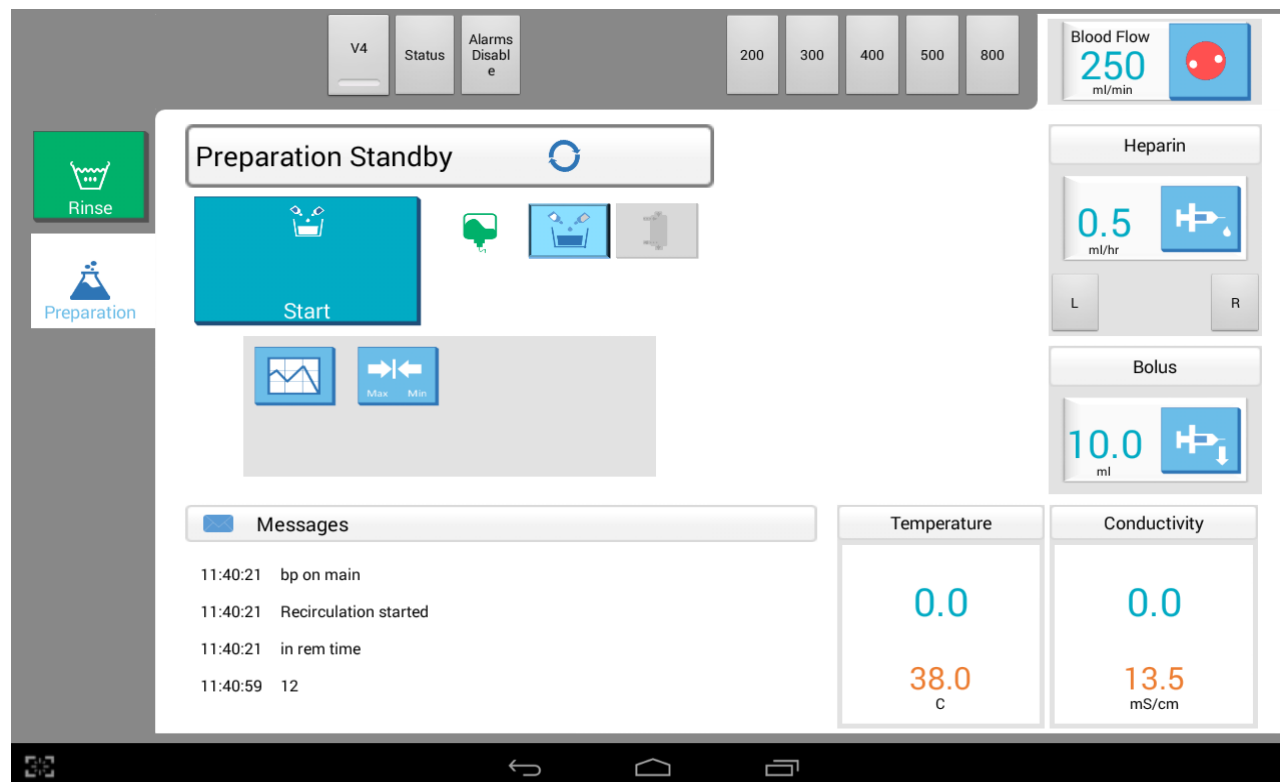 V4
Status
Alarms
Disabl
e
200
300
400
500
800
Blood Flow
250
ml/min
Rinse
Preparation
Preparation Standby
Start
Max Min
Heparin
0.5
ml/hr
L
R
Bolus
10.0
ml
Messages
11:40:21 bp on main
11:40:21 Recirculation started
11:40:21 in rem time
11:40:59 12
Temperature
0.0
38.0
C
Conductivity
0.0
13.5
mS/cm